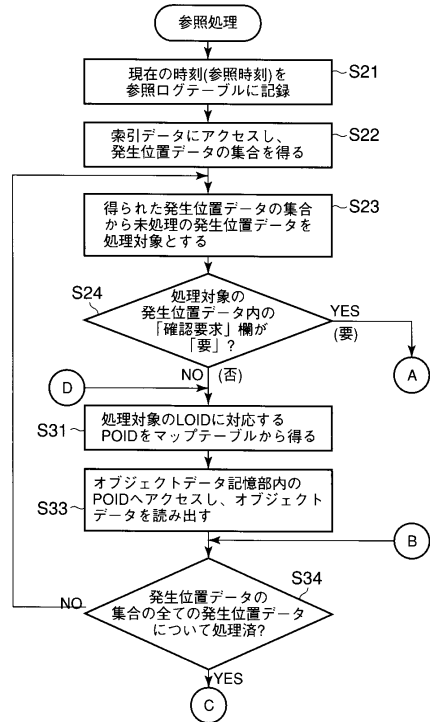 参照処理
現在の時刻(参照時刻)を
参照ログテーブルに記録
S21
索引データにアクセスし、
発生位置データの集合を得る
S22
得られた発生位置データの集合
から未処理の発生位置データを
処理対象とする
S23
S24
処理対象の
発生位置データ内の
「確認要求」欄が
「要」?
YES
(要)
A
NO
(否)
D
S31
処理対象のLOIDに対応する
POIDをマップテーブルから得る
S33
オブジェクトデータ記憶部内の
POIDへアクセスし、オブジェクト
データを読み出す
B
S34
NO
発生位置データの
集合の全ての発生位置データ
について処理済?
YES
C